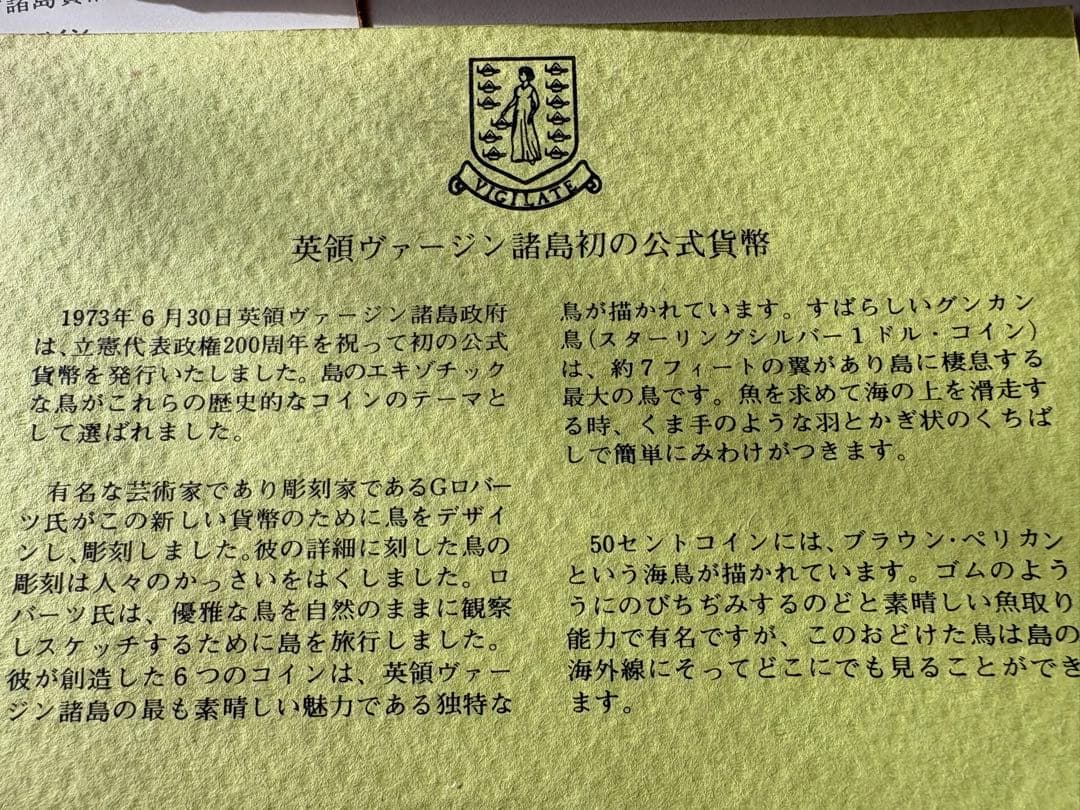 VIGILATE
英領ヴァージン諸島初の公式貨幣
1973年6月30日英領ヴァージン諸島政府
は、立憲代表政権200周年を祝って初の公式
貨幣を発行いたしました。島のエキゾチック
な鳥がこれらの歴史的なコインのテーマと
して選ばれました。
有名な芸術家であり彫刻家であるGロバー
ツ氏がこの新しい貨幣のために鳥をデザイ
ンし、彫刻しました。彼の詳細に刻した鳥の
彫刻は人々のかっさいをはくしました。ロ
バーツ氏は、優雅な鳥を自然のままに観察
しスケッチするために島を旅行しました。
彼が創造した6つのコインは、英領ヴァー
ジン諸島の最も素晴しい魅力である独特な
鳥が描かれています。すばらしいグンカン
鳥(スターリングシルバー1ドル・コイン)
は、約7フィートの翼があり島に棲息する
最大の鳥です。魚を求めて海の上を滑走す
る時、くま手のような羽とかぎ状のくちば
しで簡単にみわけがつきます。
50セントコインには、ブラウン・ペリカン
という海鳥が描かれています。ゴムのよう
うにのびちぢみするのどと素晴しい魚取り
能力で有名ですが、このおどけた鳥は島の
海外線にそってどこにでも見ることができ
ます。